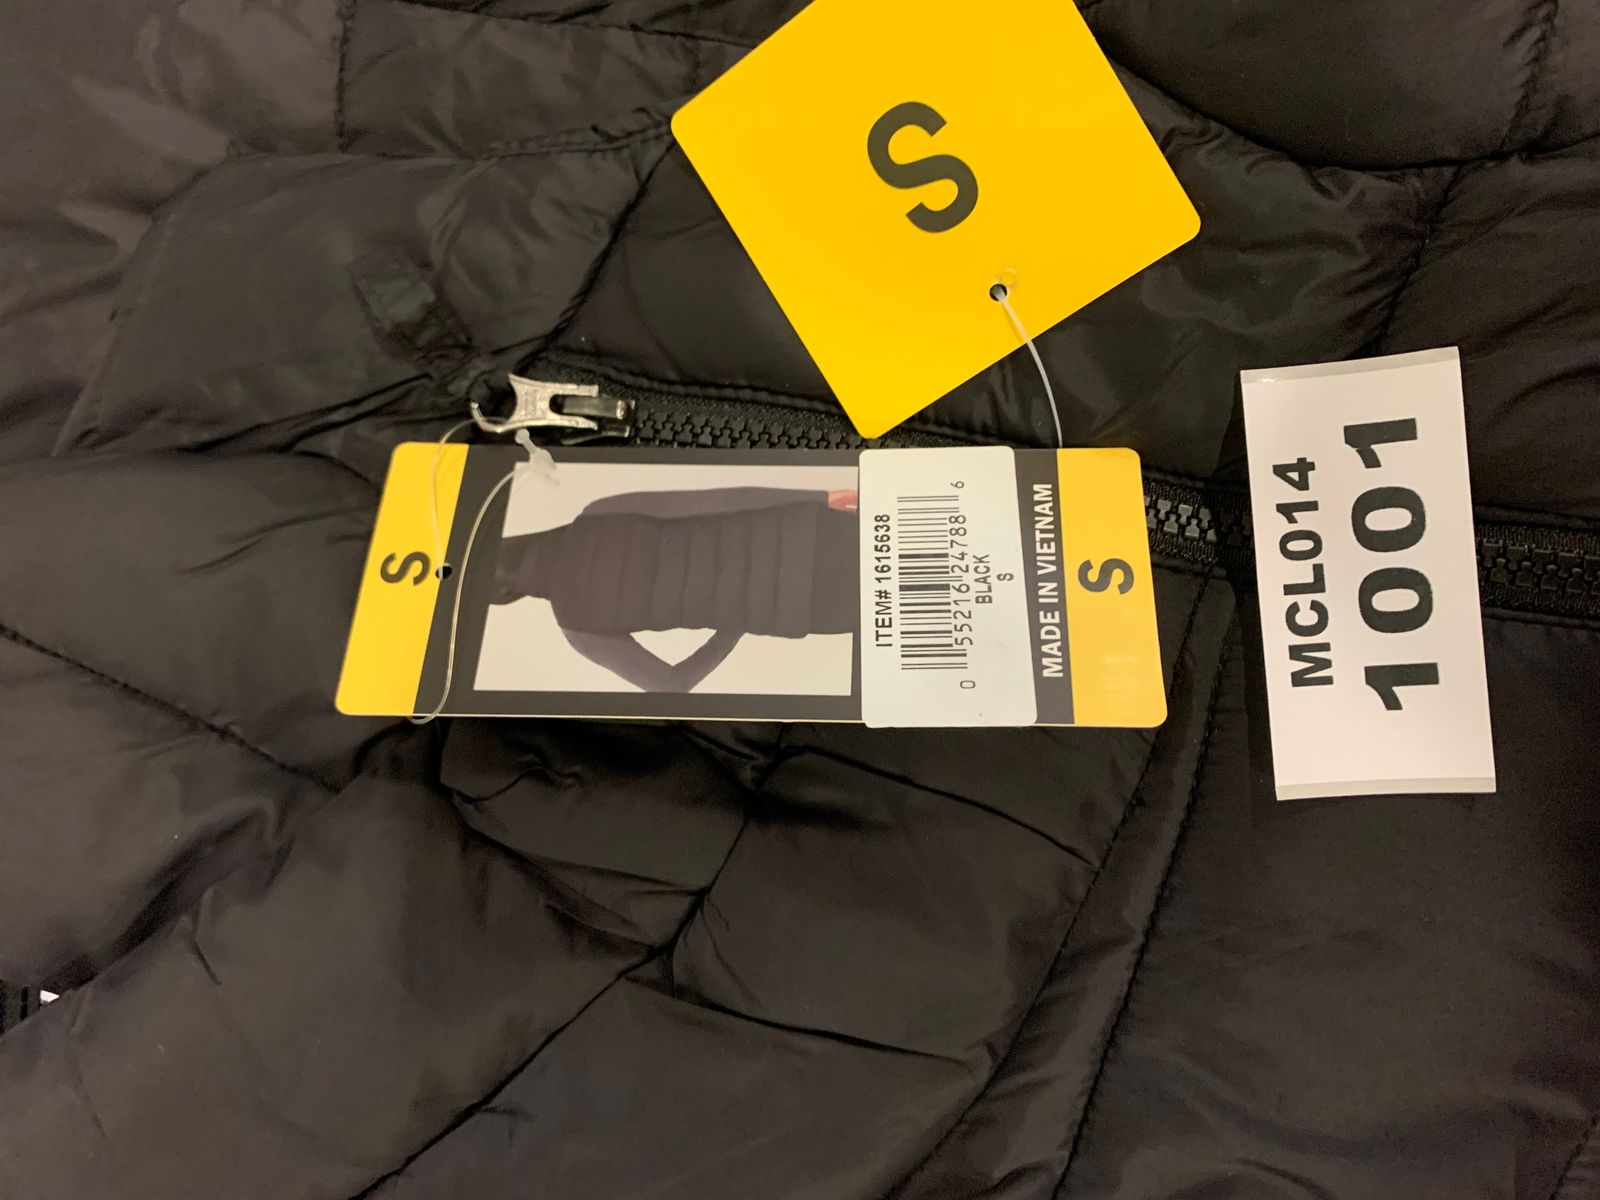 S
S
ITEM# 1615638
0 55216 24788 6
BLACK
S
MADE IN VIETNAM
S
MCL014
1001